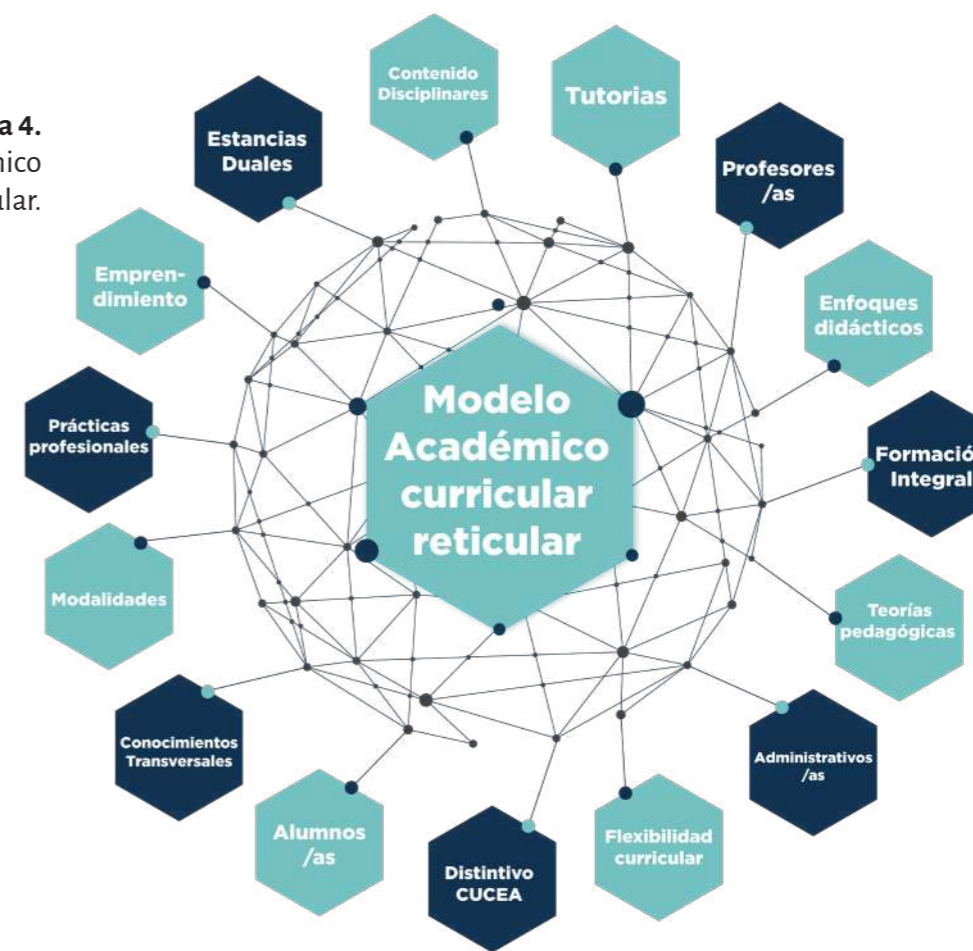 a 4.
nico
ular.
Contenido
Disciplinares
Tutorias
Estancias
Duales
Profesores
/as
Empren-
dimiento
Enfoques
didácticos
Modelo
Académico
curricular
reticular
Prácticas
profesionales
Formació
Integral
Modalidades
Teorías
pedagógicas
Conocimientos
Transversales
Administrativos
/as
Alumnos
/as
Flexibilidad
curricular
Distintivo
CUCEA